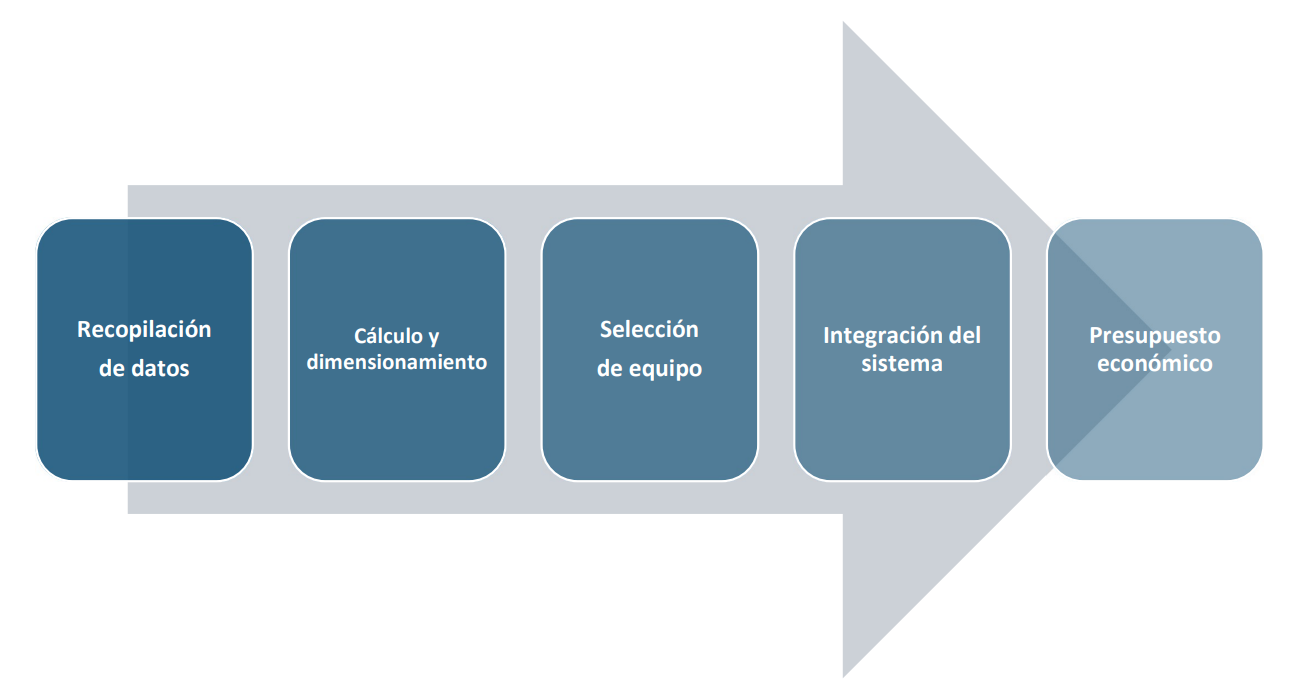 Recopilación
de datos
Cálculo y
dimensionamiento
Selección
de equipo
Integración del
sistema
Presupuesto
económico